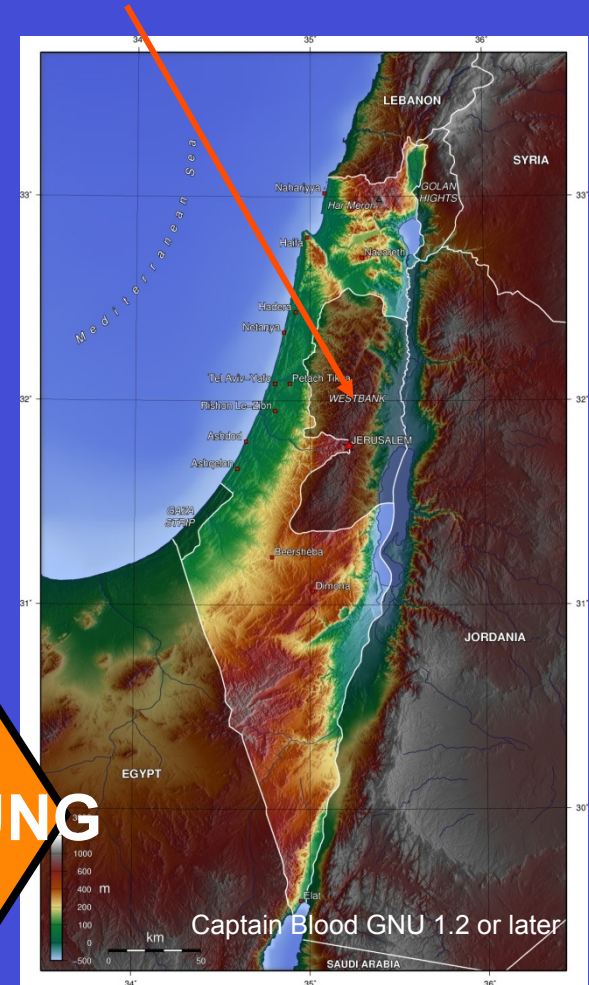 34° 35° 36°
LEBANON
SYRIA
33° 33°
Nahariyya
GOLAN
HIGHTS
Har Meron
Haifa
Nazareth
Mediterranean Sea
Hadera
Netanya
Tel Aviv-Yafo Petach Tikva
32° 32°
WESTBANK
Rishon Le-Zion
Ashdod
JERUSALEM
Ashqelon
GAZA
STRIP
Beersheba
Dimona
31° 31°
JORDANIA
EGYPT
30°
UNG
1000
600
400 m
200
100
0
-500
km
0 50
Elat
Captain Blood GNU 1.2 or later
SAUDI ARABIA
34° 35° 36°